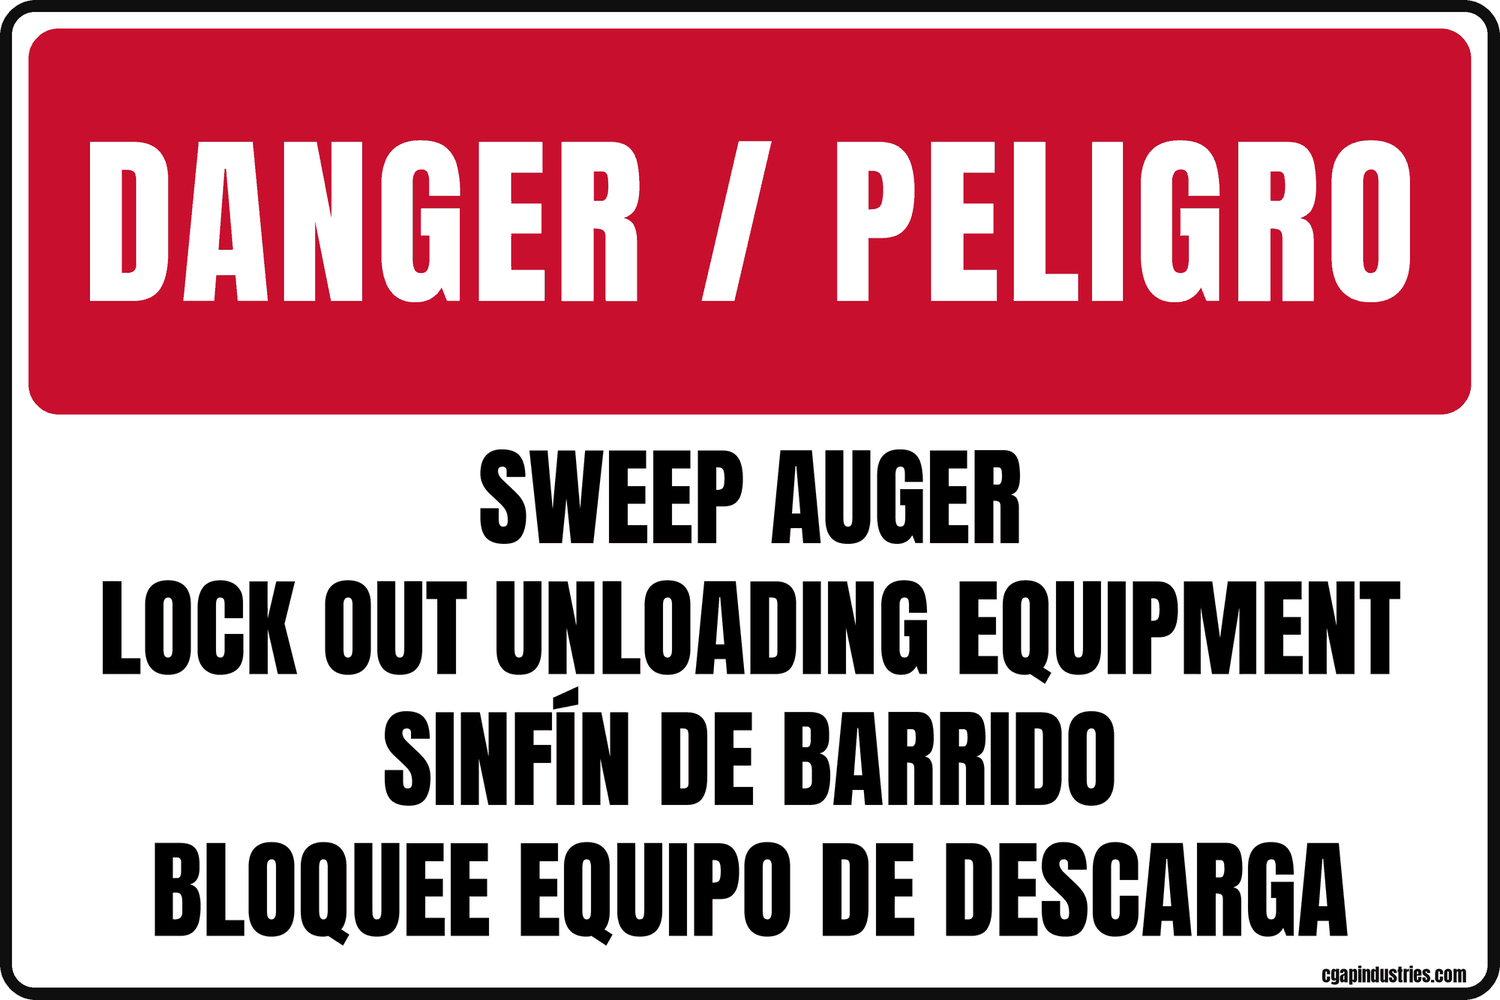 DANGER / PELIGRO
SWEEP AUGER
LOCK OUT UNLOADING EQUIPMENT
SINFÍN DE BARRIDO
BLOQUEE EQUIPO DE DESCARGA
cgapindustries.com